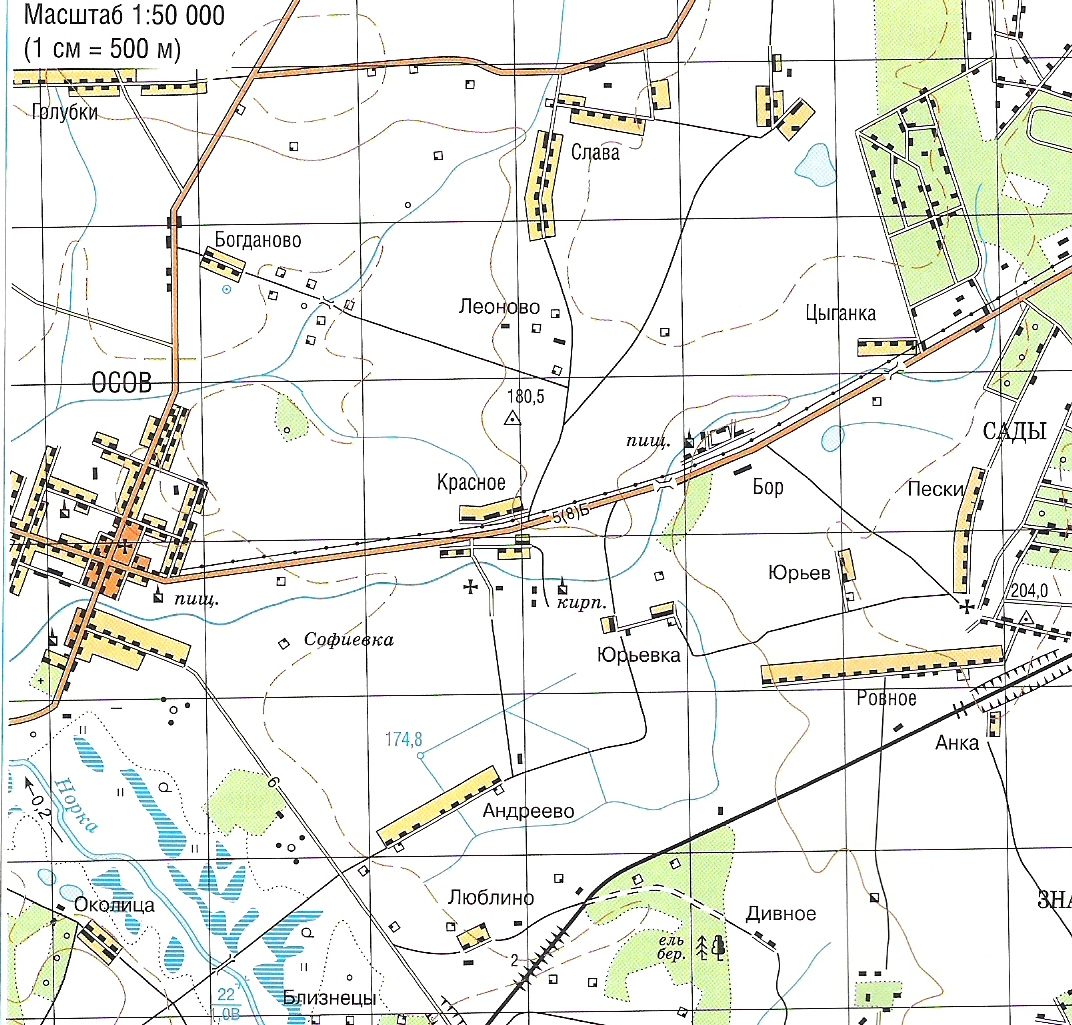 Масштаб 1:50 000
(1 см = 500 м)
Голубки
Слава
Богданово
Леоново
Цыганка
ОСОВ
180,5
пищ.
САДЫ
Красное
Бор
Пески
5(8)Б
Юрьев
204,0
пищ.
кирп.
Софиевка
Юрьевка
Ровное
174,8
Анка
6
Норка
0,2
Андреево
Околица
Люблино
Дивное
ЗНА
ель
бер.
2
22
0В
Близнецы